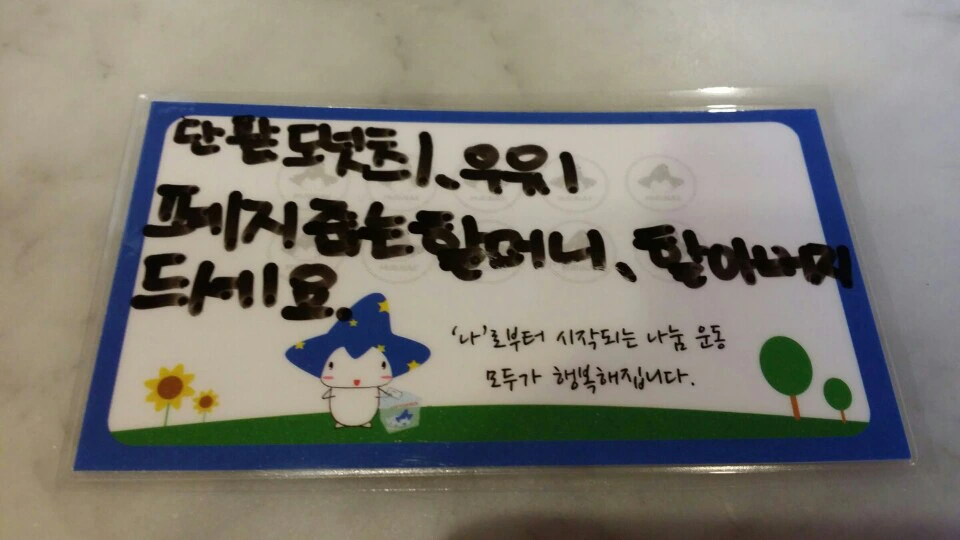 단팥도넛츠1、우유1
폐지줍는할머니、할아버지
드세요.
'나'로부터 시작되는 나눔 운동
모두가 행복해집니다.